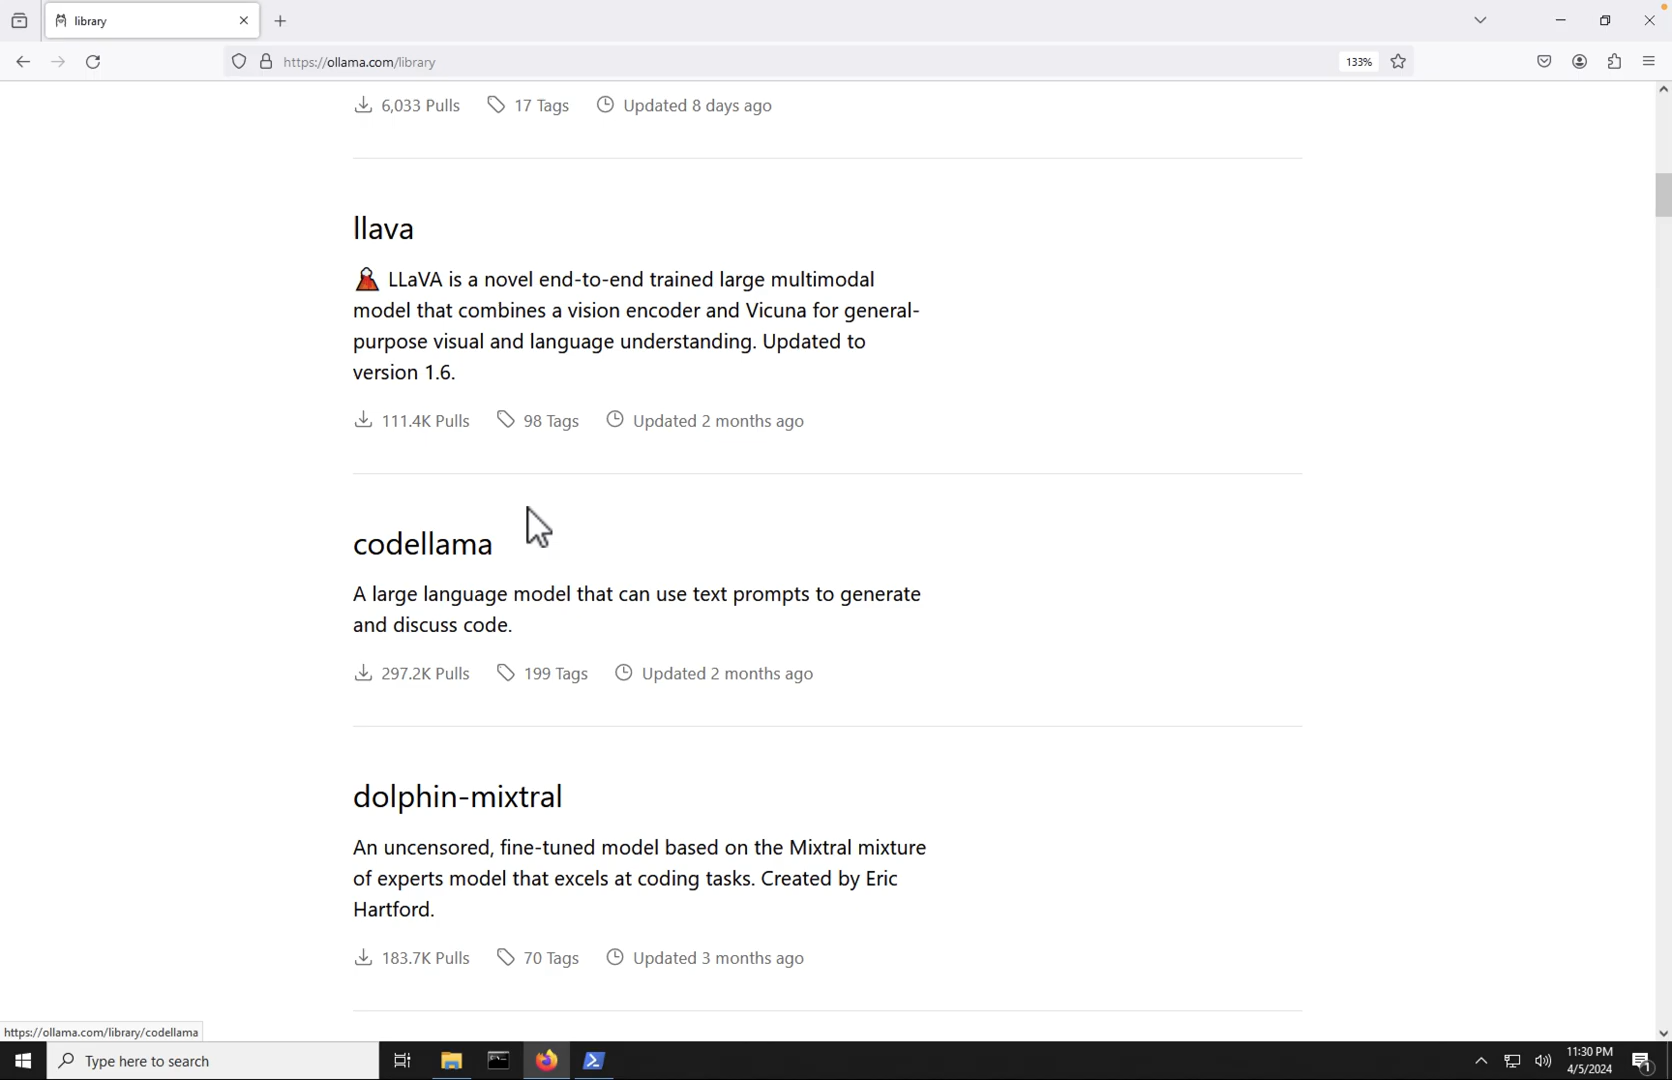 library
https://ollama.com/library
133%
6,033 Pulls 17 Tags Updated 8 days ago
llava
LLaVA is a novel end-to-end trained large multimodal
model that combines a vision encoder and Vicuna for general-
purpose visual and language understanding. Updated to
version 1.6.
111.4K Pulls 98 Tags Updated 2 months ago
codellama
A large language model that can use text prompts to generate
and discuss code.
297.2K Pulls 199 Tags Updated 2 months ago
dolphin-mixtral
An uncensored, fine-tuned model based on the Mixtral mixture
of experts model that excels at coding tasks. Created by Eric
Hartford.
183.7K Pulls 70 Tags Updated 3 months ago
https://ollama.com/library/codellama
Type here to search
11:30 PM
4/5/2024
1